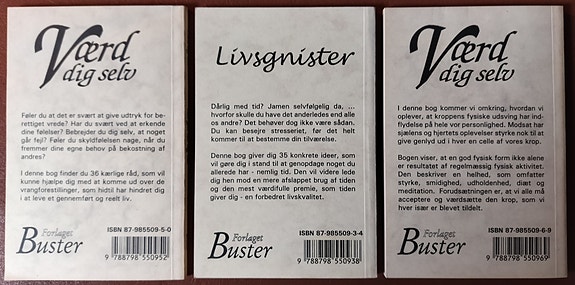 Værd
dig selv
Føler du at det er svært at give udtryk for be-
rettiget vrede? Har du svært ved at erkende
dine følelser? Bebrejder du dig selv, at noget
går fejl? Føler du skyldfølelsen nage, når du
fremmer dine egne behov på bekostning af
andres?
I denne bog finder du 36 kærlige råd, som vil
kunne hjælpe dig med at komme ud over de
vrangforestillinger, som hidtil har hindret dig
i at leve et gennemført og reelt liv.
ISBN 87-985509-5-0
Forlaget
Buster
9 788798 550952
Livsgnister
Dårlig med tid? Jamen selvfølgelig da, ...
hvorfor skulle du have det anderledes end alle
os andre? Det behøver dog ikke være sådan.
Du kan besejre stresseriet, før det helt
kommer til at bestemme din tilværelse.
Denne bog giver dig 35 konkrete ideer, som
vil gøre dig i stand til at genopdage noget du
allerede har - nemlig tid. Den vil videre lede
dig hen mod en mere afslappet brug af tiden
og den mest værdifulde premie, som tiden
giver dig - en forbedret livskvalitet.
ISBN 87-985509-3-4
Forlaget
Buster
9 788798 550938
Værd
dig selv
I denne bog kommer vi omkring, hvordan vi
oplever, at kroppens fysiske udsving har ind-
flydelse på hele vor personlighed. Modsat har
sjælens og hjertets oplevelser styrke nok til at
give genlyd ud i hver en celle af vores krop.
Bogen viser, at en god fysisk form ikke alene
er resultatet af regelmæssig fysisk aktivitet.
Den beskriver en helhed, som omfatter
styrke, smidighed, udholdenhed, diæt og
meditation. Forudsætningen er, at vi alle må
acceptere og værdsætte den krop, som vi
hver især er blevet tildelt.
ISBN 87-985509-6-9
Forlaget
Buster
9 788798 550969